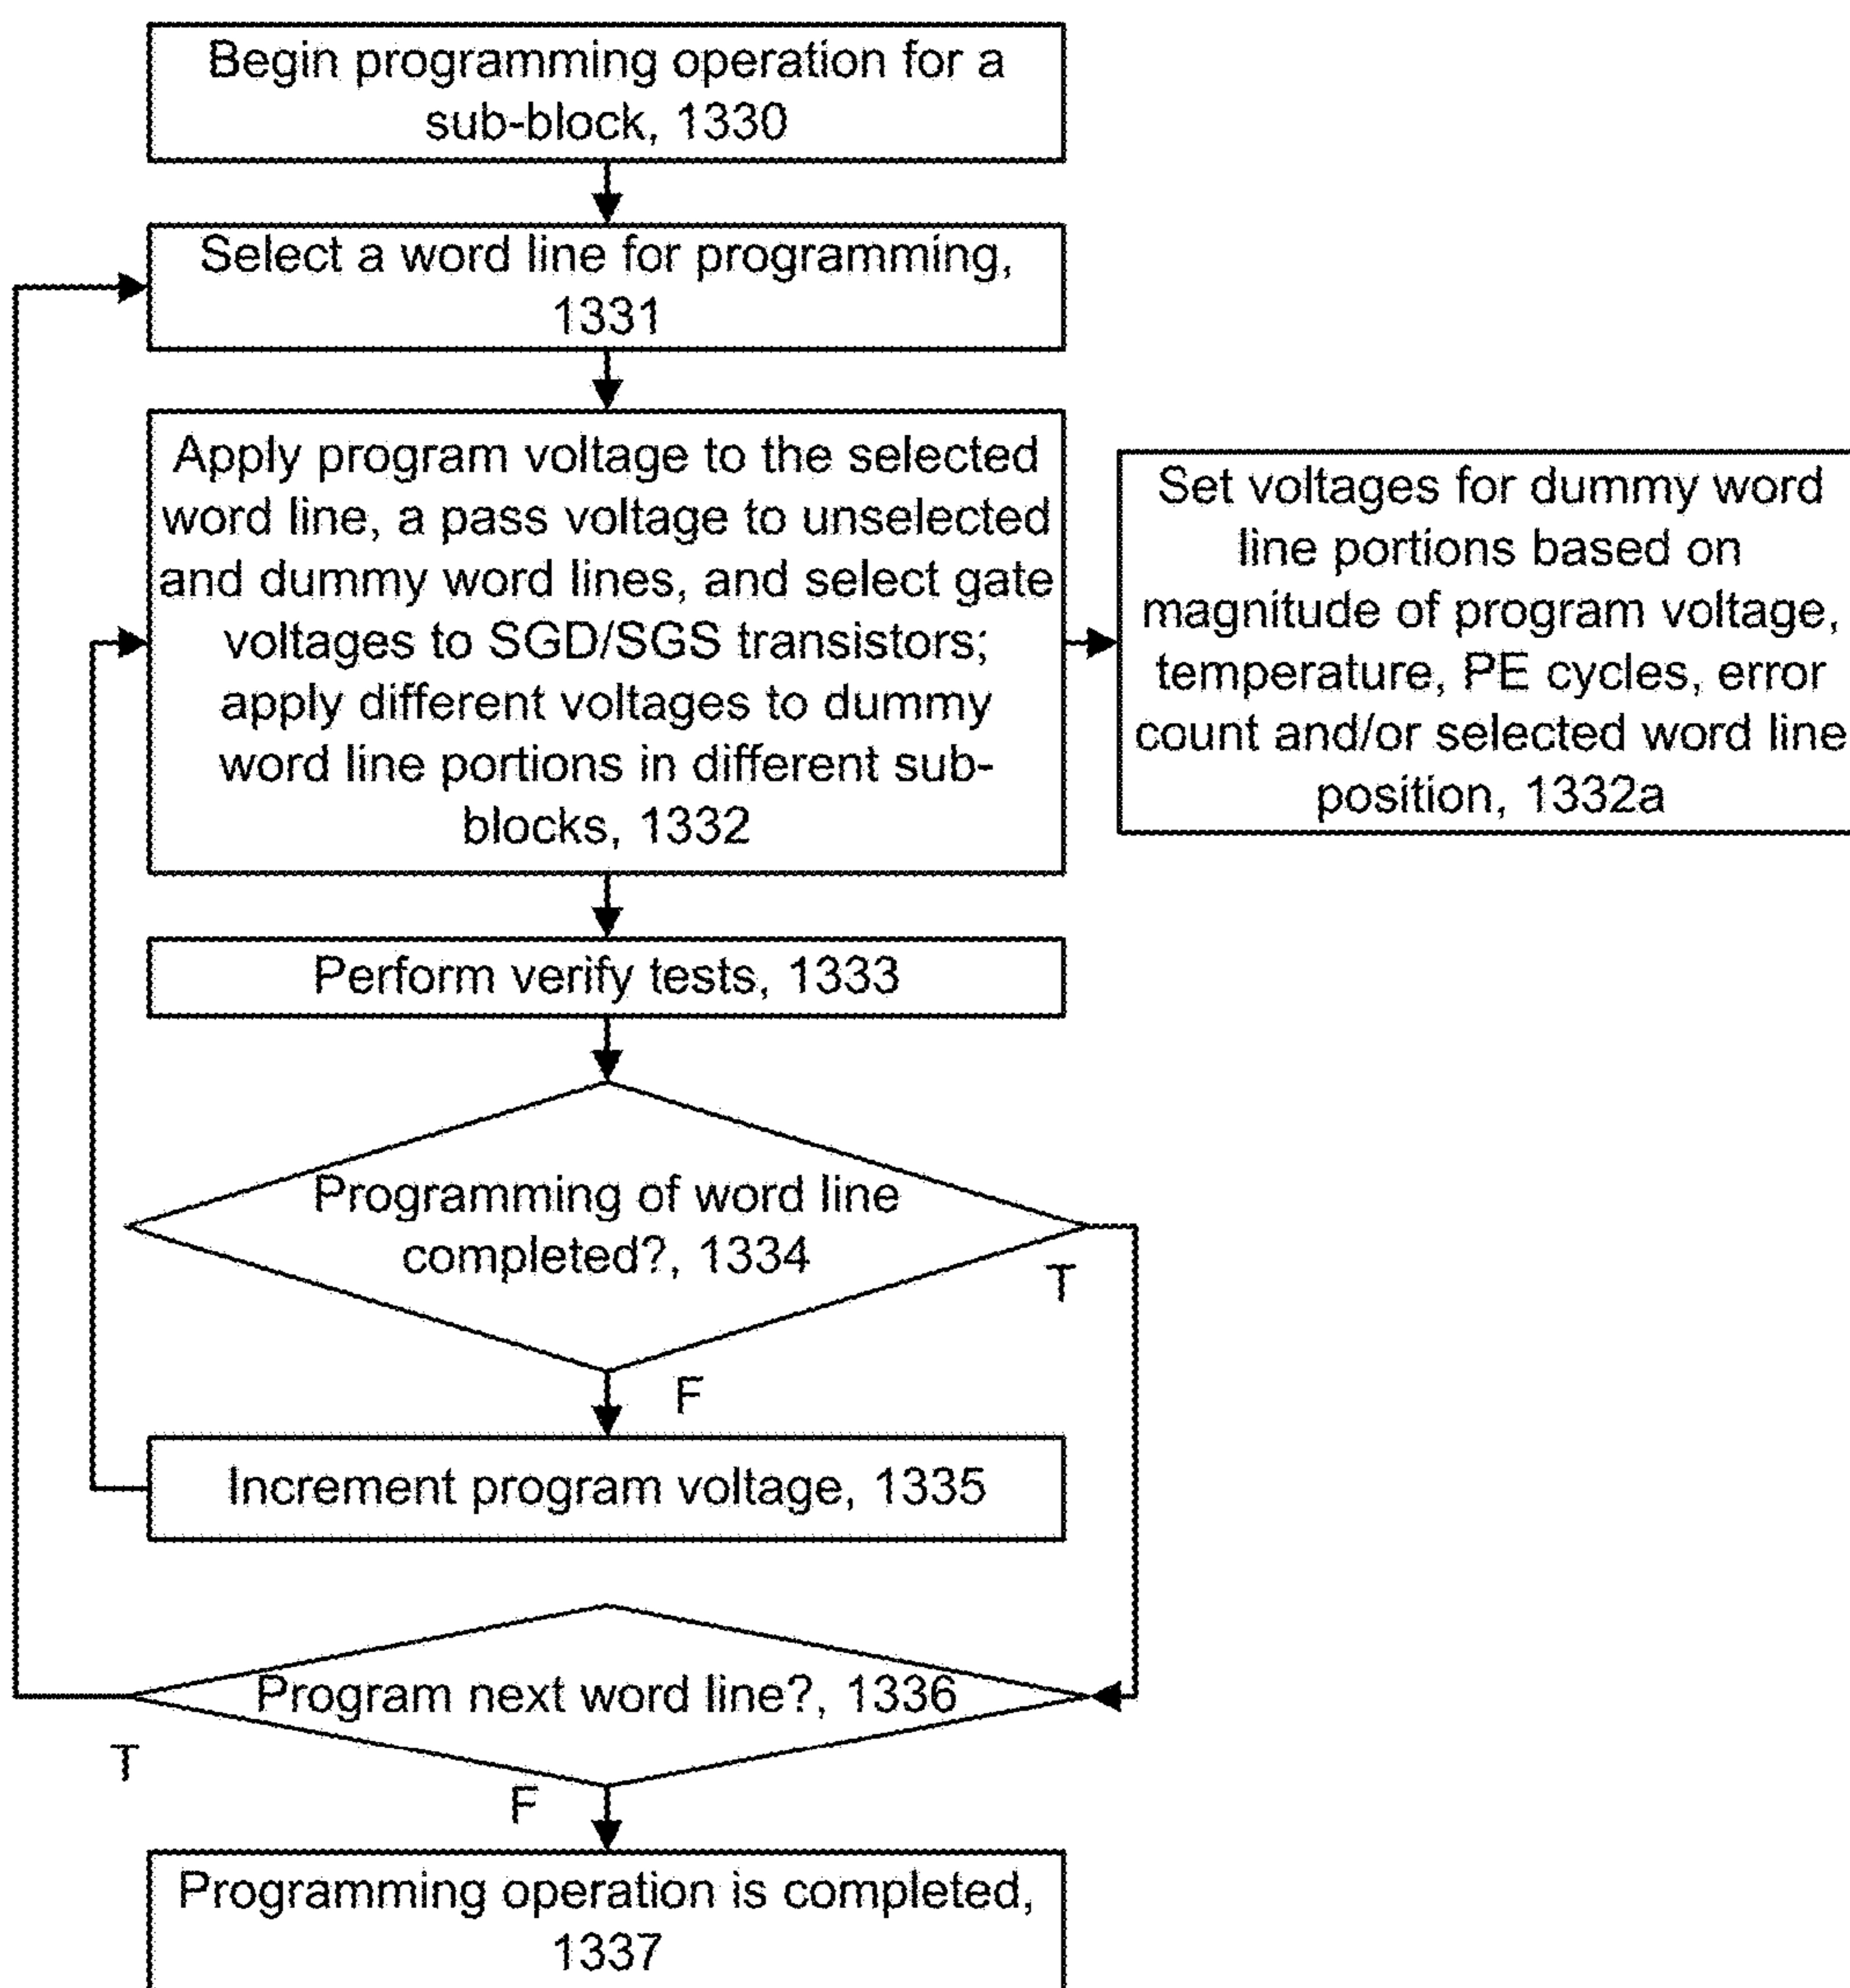 Begin programming operation for a
sub-block, 1330
Select a word line for programming,
1331
Apply program voltage to the selected
word line, a pass voltage to unselected
and dummy word lines, and select gate
voltages to SGD/SGS transistors;
apply different voltages to dummy
word line portions in different sub-
blocks, 1332
Set voltages for dummy word
line portions based on
magnitude of program voltage,
temperature, PE cycles, error
count and/or selected word line
position, 1332a
Perform verify tests, 1333
Programming of word line
completed?, 1334
T
F
Increment program voltage, 1335
Program next word line?, 1336
T
F
Programming operation is completed,
1337